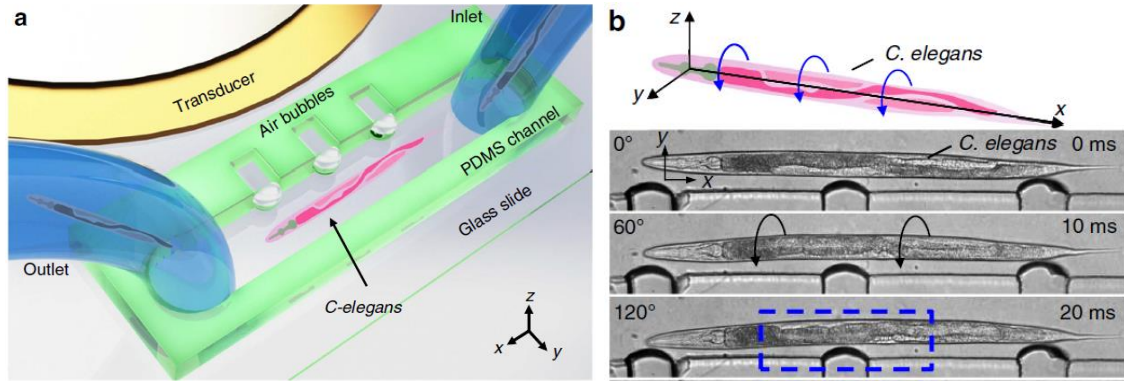 a
Inlet
Transducer
Air bubbles
PDMS channel
Glass slide
Outlet
C-elegans
z
x
y
b
z
C. elegans
y
x
0°
y
C. elegans
0 ms
x
60°
10 ms
120°
20 ms